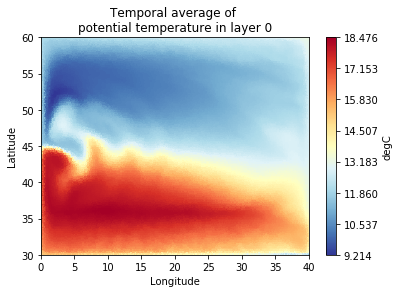 Temporal average of
potential temperature in layer 0
60
55
50
45
40
35
30
Latitude
0 5 10 15 20 25 30 35 40
Longitude
18.476
17.153
15.830
14.507
13.183
11.860
10.537
9.214
degC